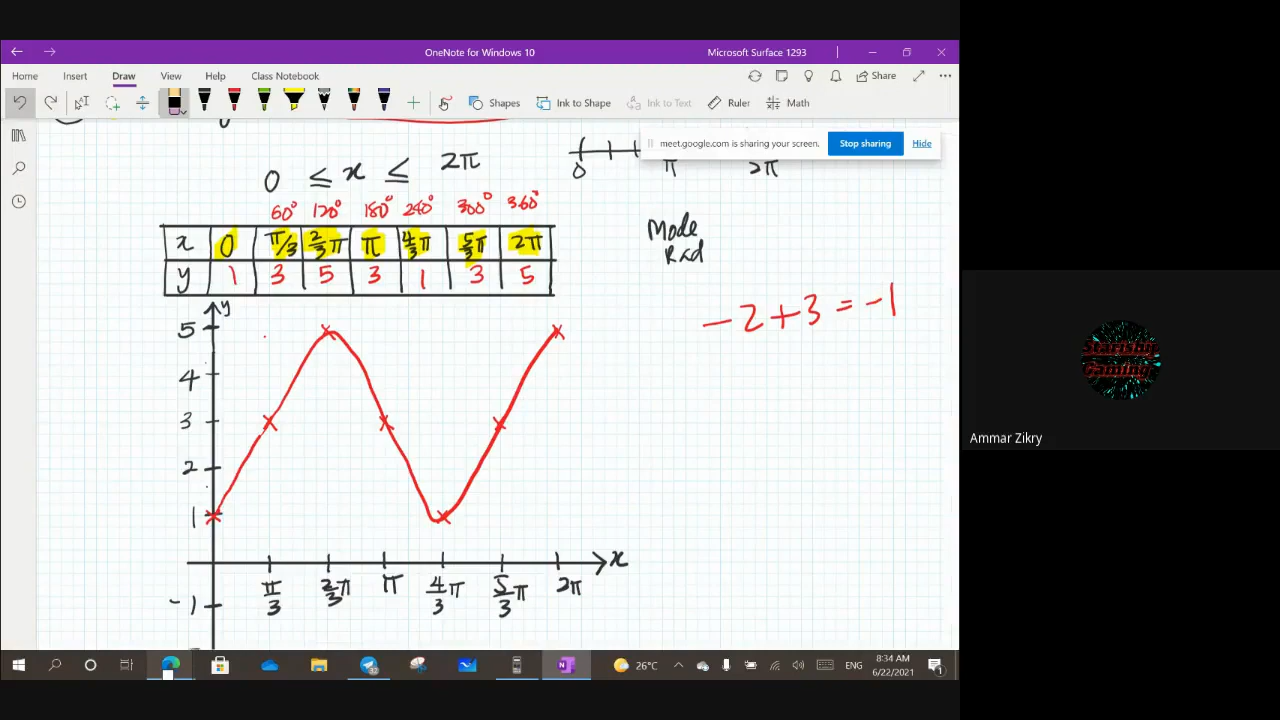 OneNote for Windows 10
Microsoft Surface 1293
Home Insert Draw View Help Class Notebook Share
Shapes Ink to Shape Ink to Text Ruler Math
meet.google.com is sharing your screen. Stop sharing Hide
0 ≤ x ≤ 2π
0 π 2π
60° 120° 180° 240° 300° 360°
x 0 π/3 2/3π π 4/3π 5/3π 2π
y 1 3 5 3 1 3 5
Mode
Rad
-2+3=-1
y
5
4
3
2
1
x
π/3 2/3π π 4/3π 5/3π 2π
-1
Starship
Gaming
Ammar Zikry
26°C
ENG
8:34 AM
6/22/2021